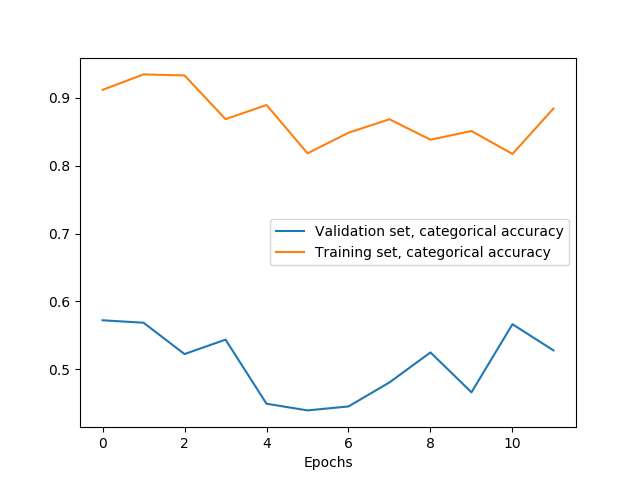 0.9
0.8
0.7
0.6
0.5
Validation set, categorical accuracy
Training set, categorical accuracy
0 2 4 6 8 10
Epochs